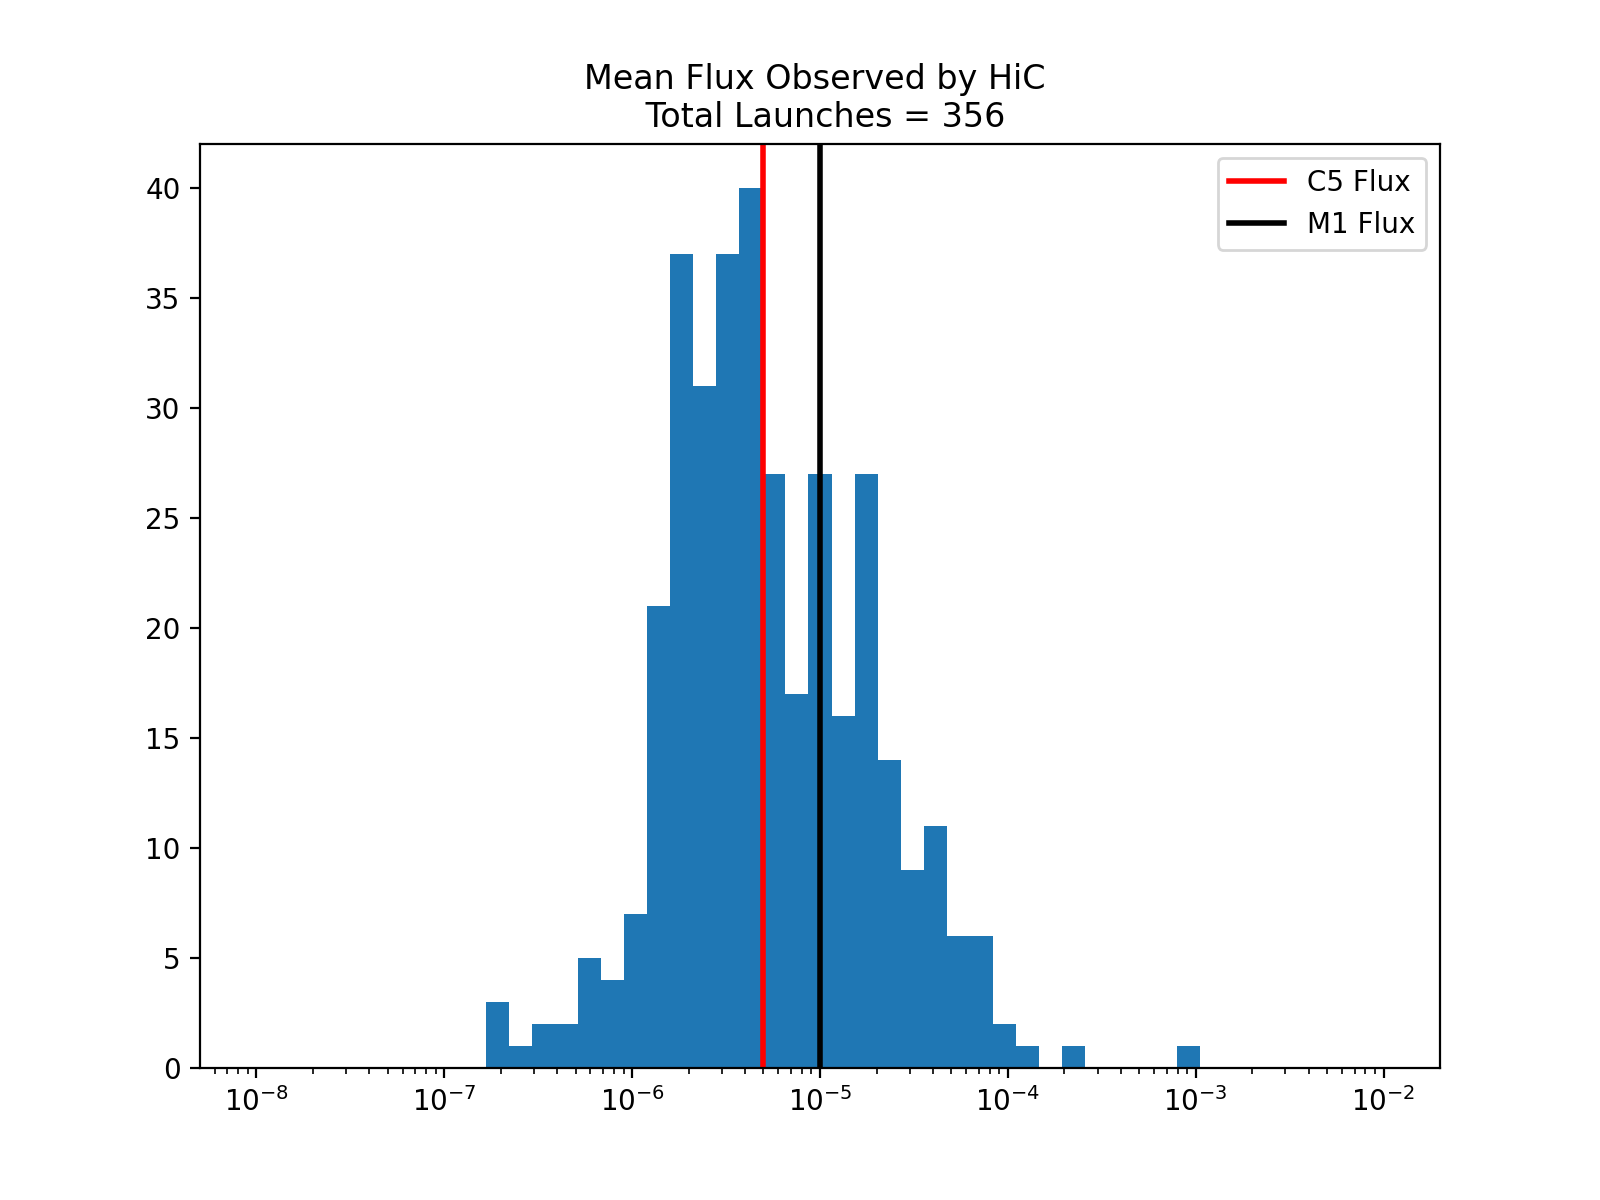 Mean Flux Observed by HiC
Total Launches = 356
C5 Flux
M1 Flux
40
35
30
25
20
15
10
5
0
10⁻⁸ 10⁻⁷ 10⁻⁶ 10⁻⁵ 10⁻⁴ 10⁻³ 10⁻²